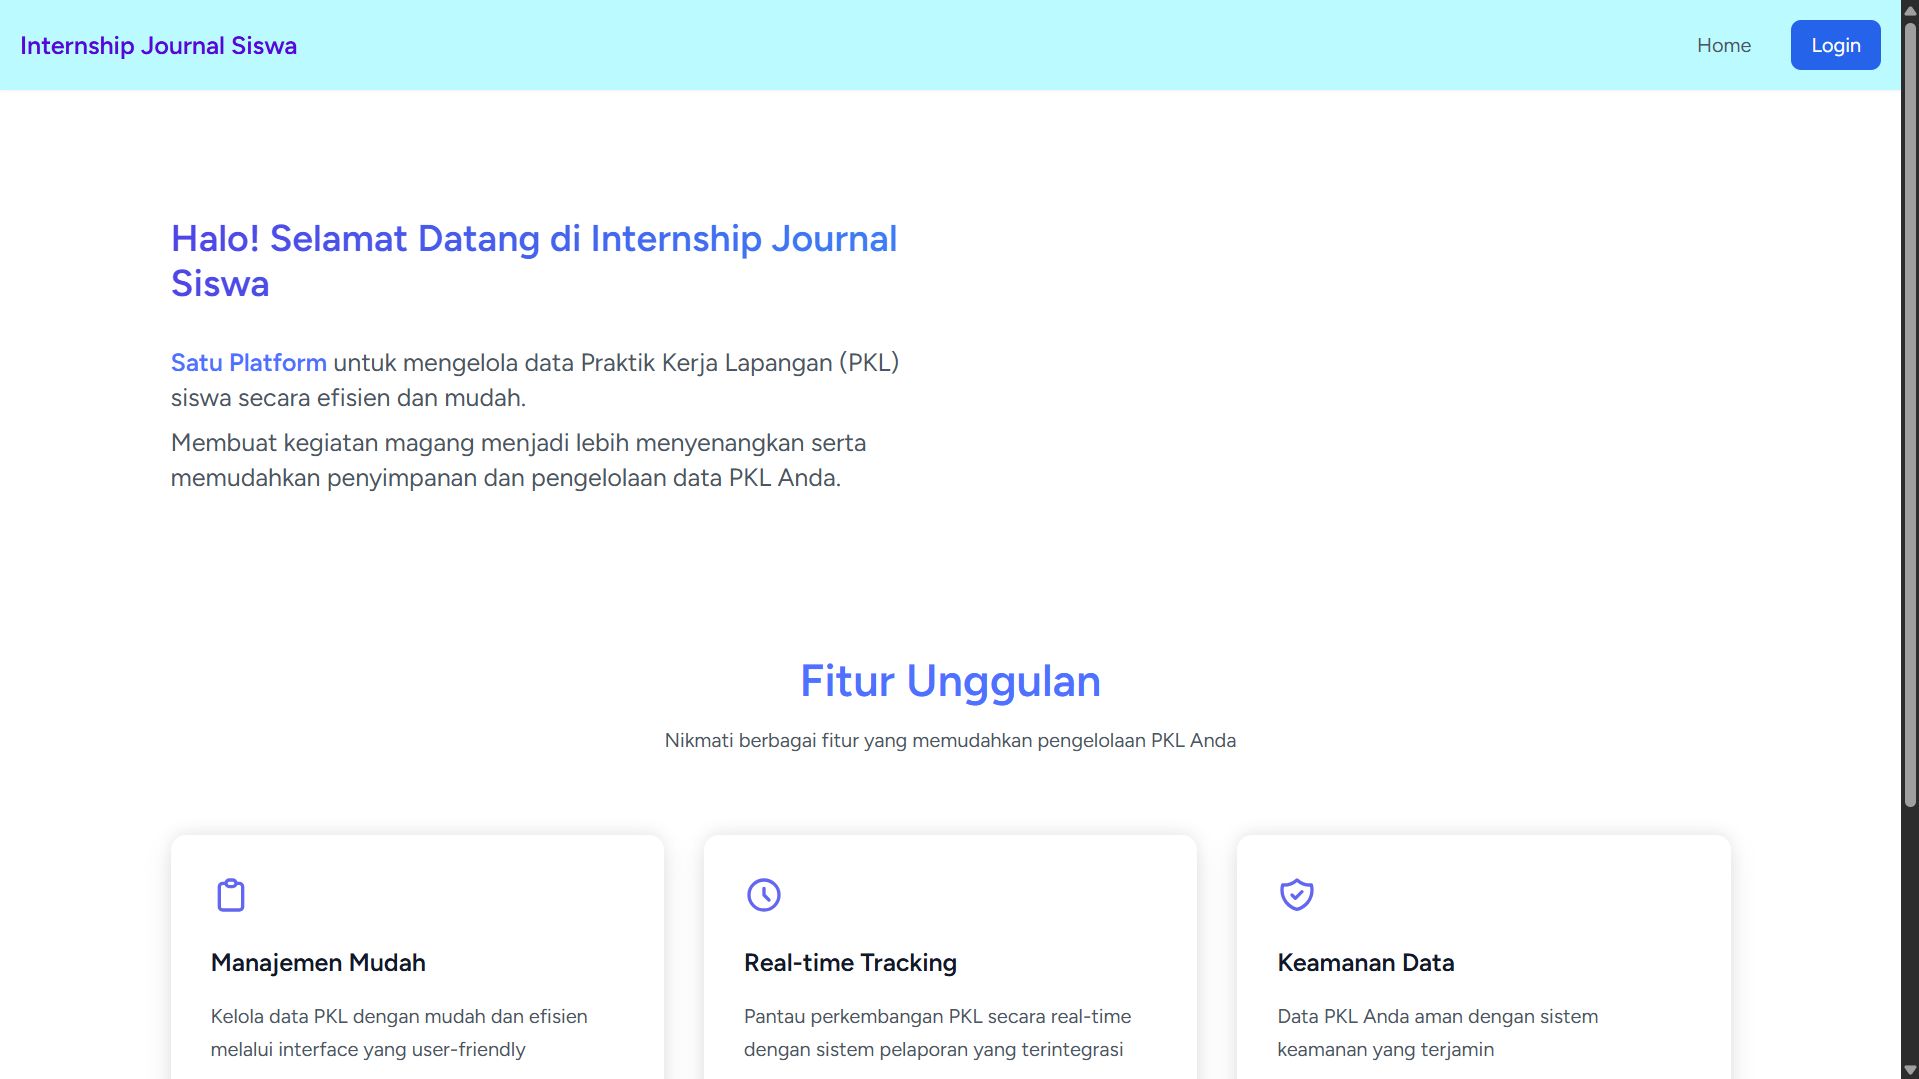 Internship Journal Siswa
Home
Login
Halo! Selamat Datang di Internship Journal
Siswa
Satu Platform untuk mengelola data Praktik Kerja Lapangan (PKL)
siswa secara efisien dan mudah.
Membuat kegiatan magang menjadi lebih menyenangkan serta
memudahkan penyimpanan dan pengelolaan data PKL Anda.
Fitur Unggulan
Nikmati berbagai fitur yang memudahkan pengelolaan PKL Anda
Manajemen Mudah
Kelola data PKL dengan mudah dan efisien
melalui interface yang user-friendly
Real-time Tracking
Pantau perkembangan PKL secara real-time
dengan sistem pelaporan yang terintegrasi
Keamanan Data
Data PKL Anda aman dengan sistem
keamanan yang terjamin